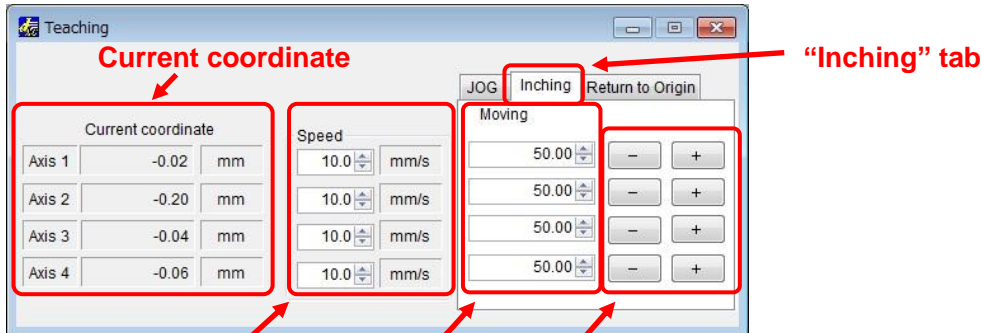 Teaching
Current coordinate
“Inching” tab
JOG Inching Return to Origin
Current coordinate
Speed
Moving
Axis 1 -0.02 mm 10.0 mm/s 50.00 − +
Axis 2 -0.20 mm 10.0 mm/s 50.00 − +
Axis 3 -0.04 mm 10.0 mm/s 50.00 − +
Axis 4 -0.06 mm 10.0 mm/s 50.00 − +